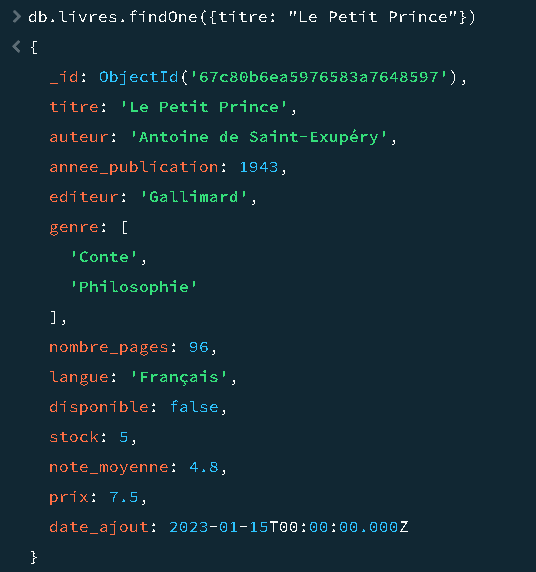 db.livres.findOne({titre: "Le Petit Prince"})
{
_id: ObjectId('67c80b6ea5976583a7648597'),
titre: 'Le Petit Prince',
auteur: 'Antoine de Saint-Exupéry',
annee_publication: 1943,
editeur: 'Gallimard',
genre: [
'Conte',
'Philosophie'
],
nombre_pages: 96,
langue: 'Français',
disponible: false,
stock: 5,
note_moyenne: 4.8,
prix: 7.5,
date_ajout: 2023-01-15T00:00:00.000Z
}